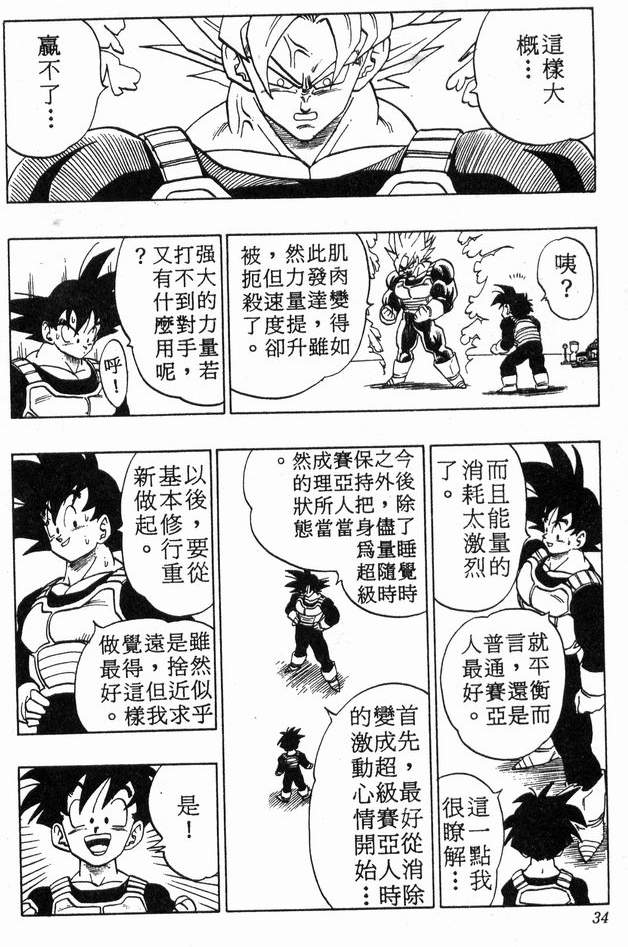 這樣大
概⋯
贏不了⋯
咦？
肌肉變得如
此發達，雖
然力量提升
，但速度卻
被扼殺了。
强大的力量若
打不到對手，
又有什麼用呢，
？
呼！
而且能量的
消耗太激烈
了。
就平衡而
言，還是
普通賽亞
人最好。
這一點我
很瞭解⋯
今後除了睡覺時
之外，儘量隨時
保持把身爲超級
賽亞人當
成理所當
然的狀態
。
首先，最好從消除
變成超級賽亞人時
的激動心情開始⋯
以後，要從
基本修行重
新做起。
雖然似乎
是捨近求
遠，但我
覺得這樣
做最好。
是！
34